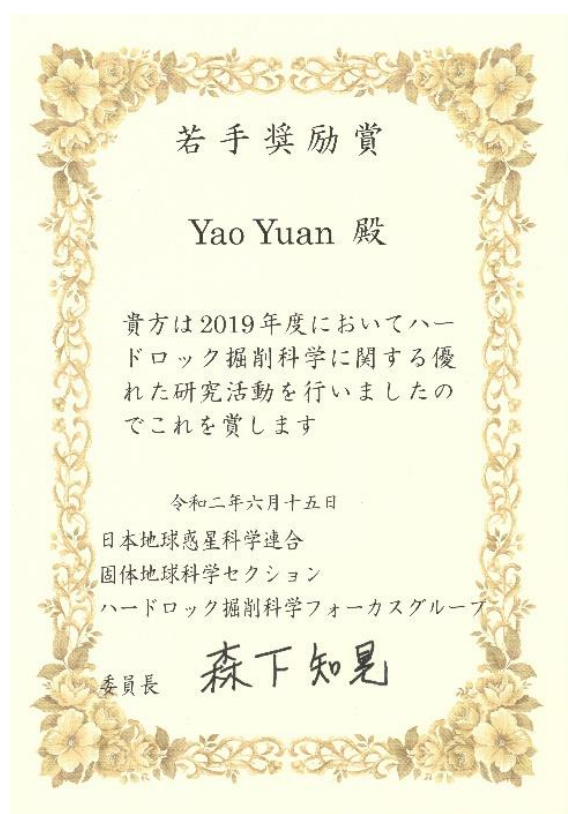 若手奨励賞
Yao Yuan 殿
貴方は2019年度においてハー
ドロック掘削科学に関する優
れた研究活動を行いましたの
でこれを賞します
令和二年六月十五日
日本地球惑星科学連合
固体地球科学セクション
ハードロック掘削科学フォーカスグループ
委員長 森下知晃